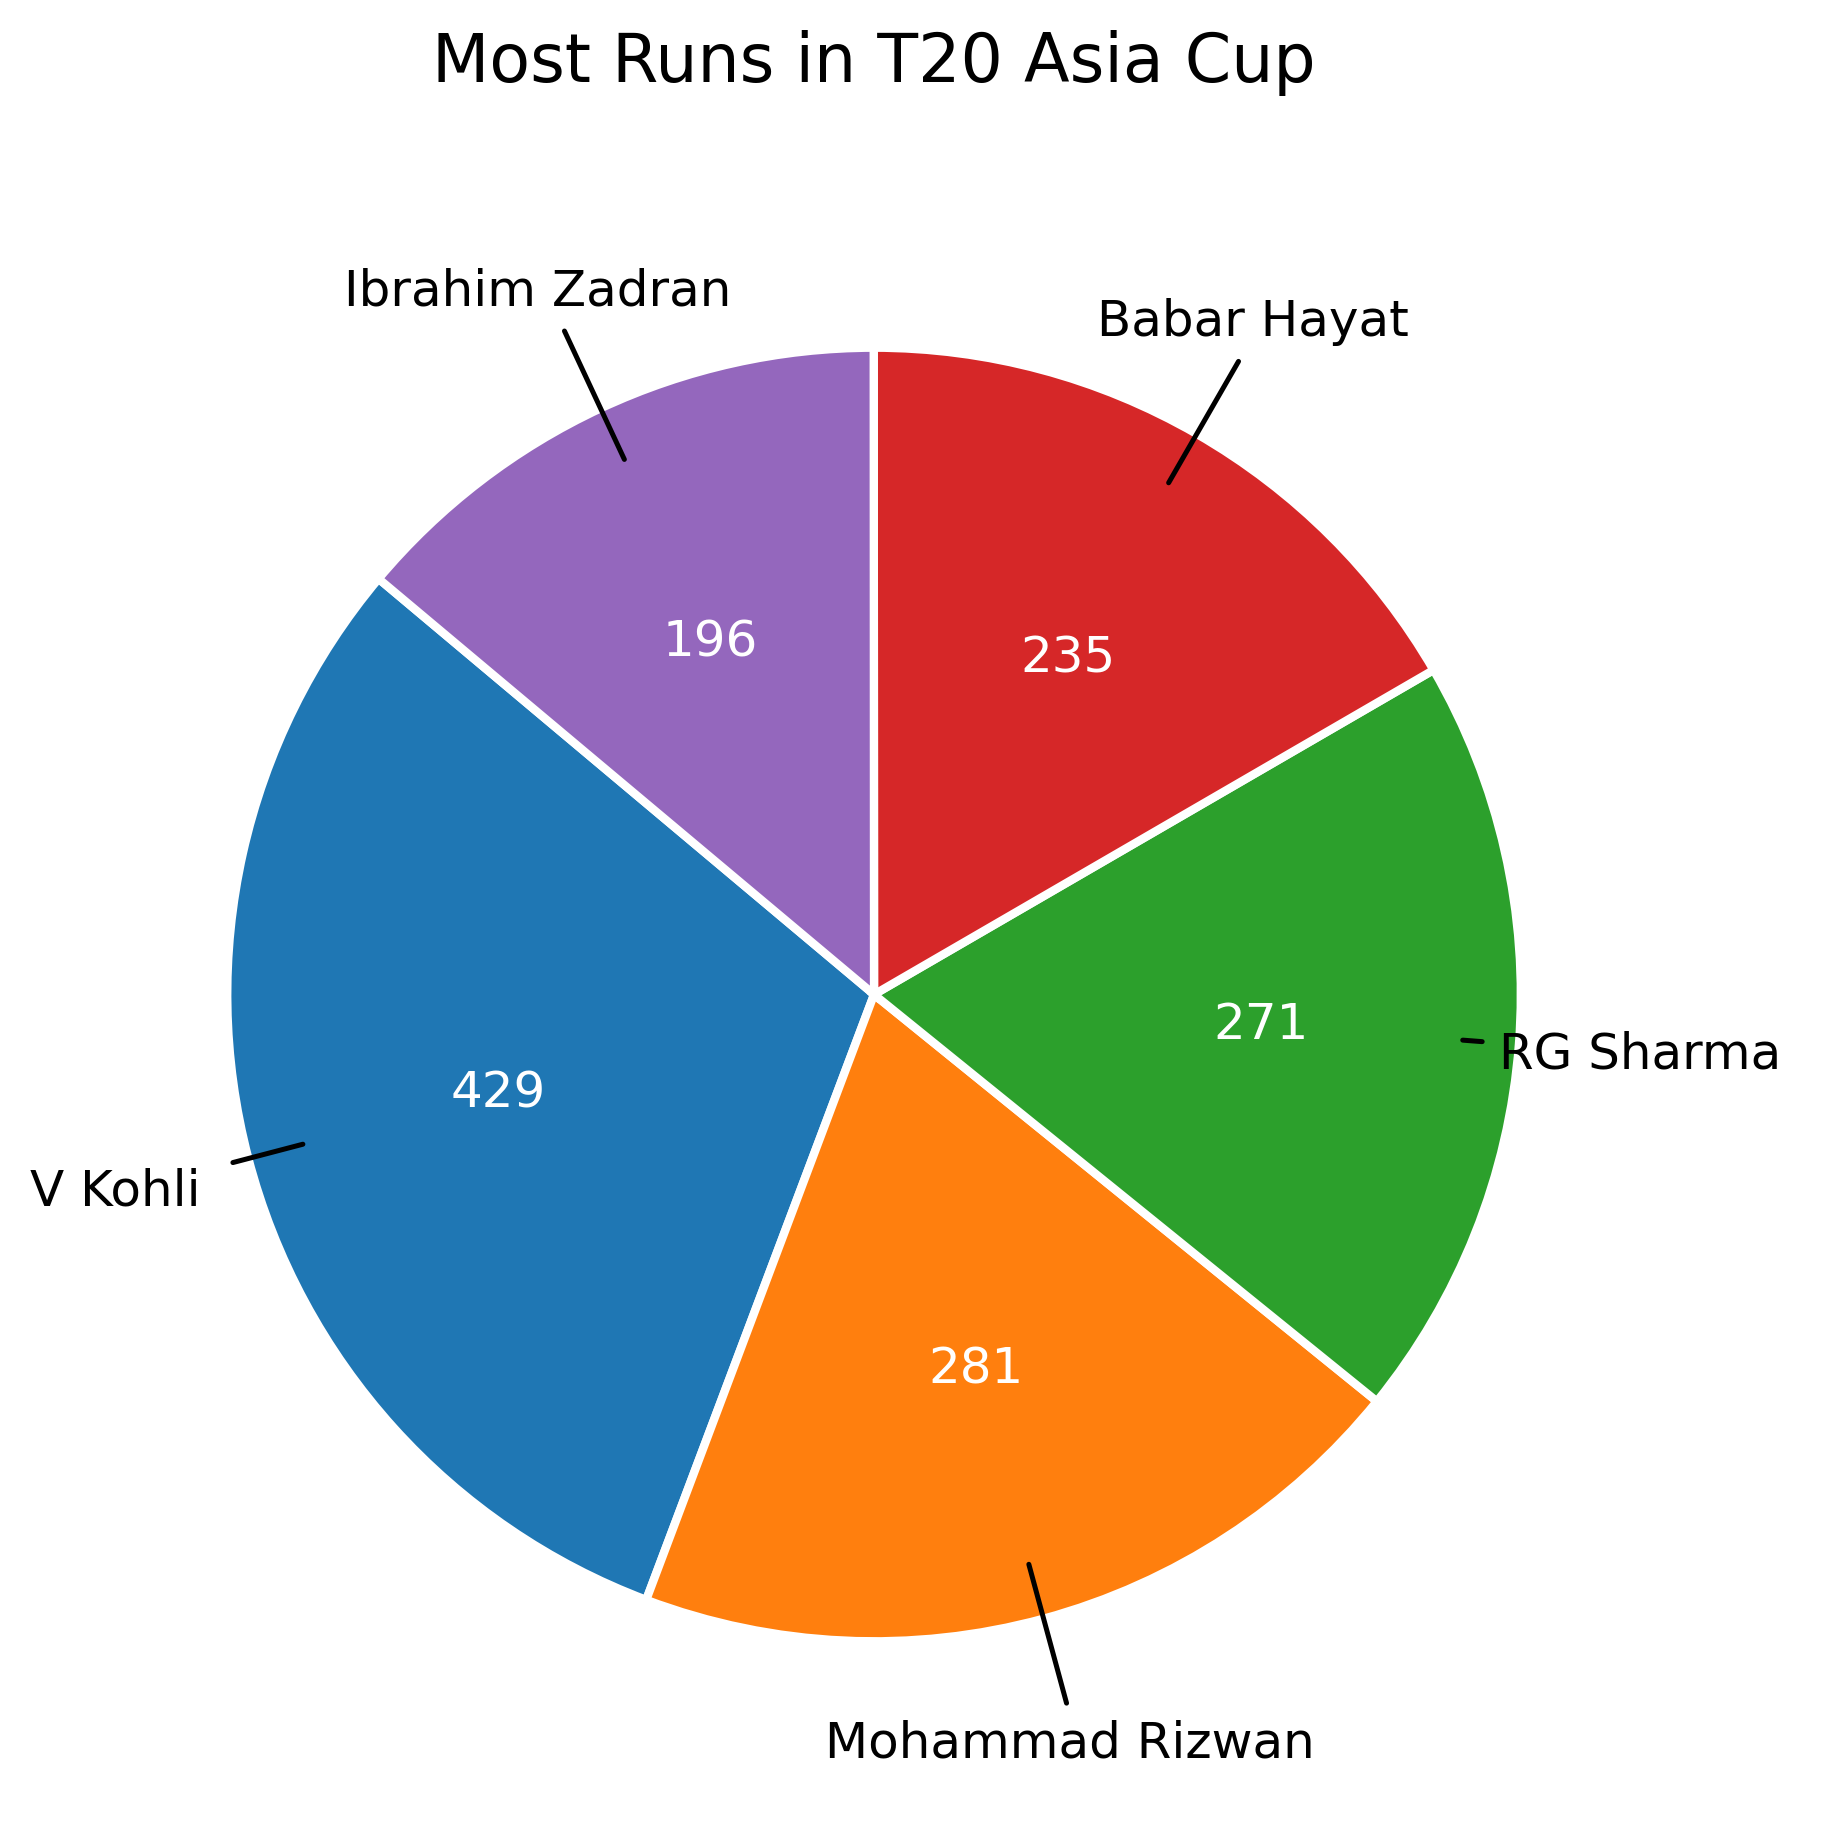 Most Runs in T20 Asia Cup
Ibrahim Zadran
Babar Hayat
196
235
271
RG Sharma
429
V Kohli
281
Mohammad Rizwan